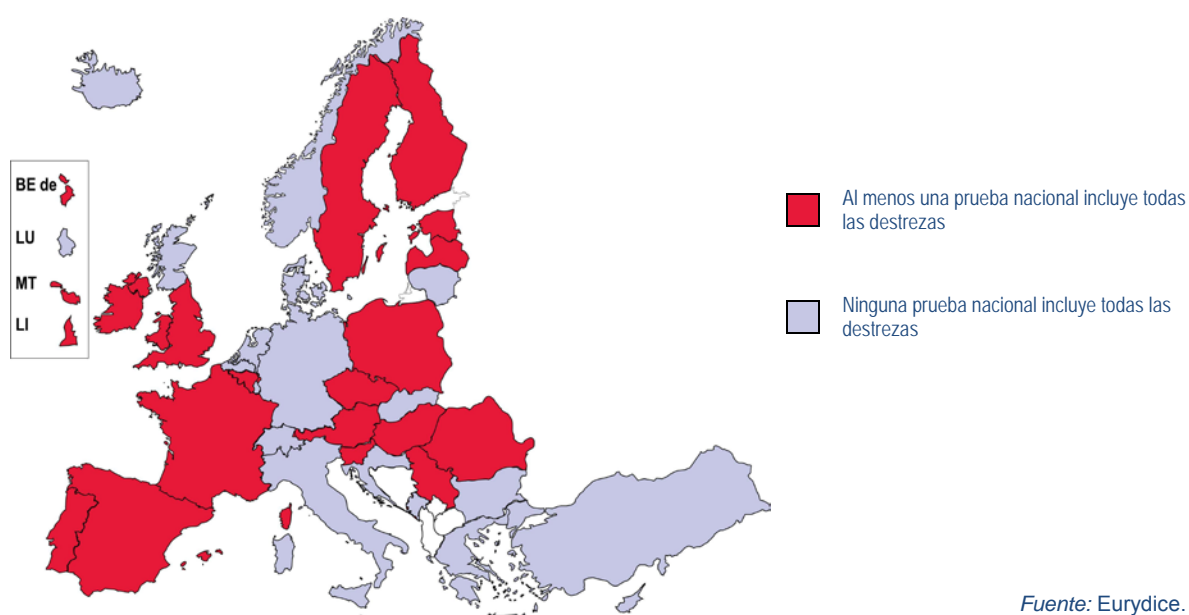 BE de
LU
MT
LI
Al menos una prueba nacional incluye todas
las destrezas
Ninguna prueba nacional incluye todas las
destrezas
Fuente: Eurydice.